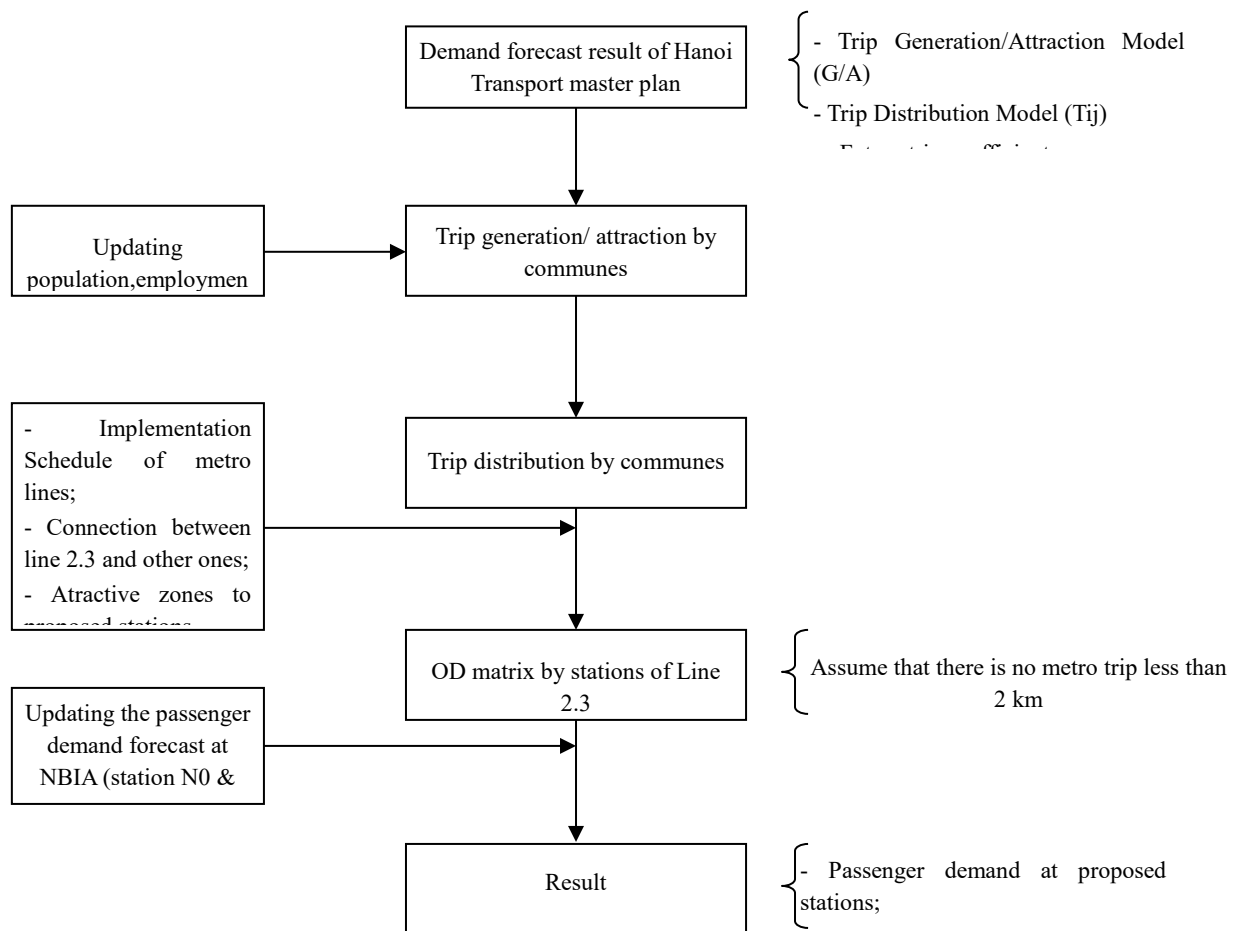 Demand forecast result of Hanoi
Transport master plan
- Trip Generation/Attraction Model
(G/A)
- Trip Distribution Model (Tij)
Updating
population,employmen
Trip generation/ attraction by
communes
- Implementation
Schedule of metro
lines;
- Connection between
line 2.3 and other ones;
- Atractive zones to
proposed stations
Trip distribution by communes
OD matrix by stations of Line
2.3
Assume that there is no metro trip less than
2 km
Updating the passenger
demand forecast at
NBIA (station N0 &
Result
- Passenger demand at proposed
stations;